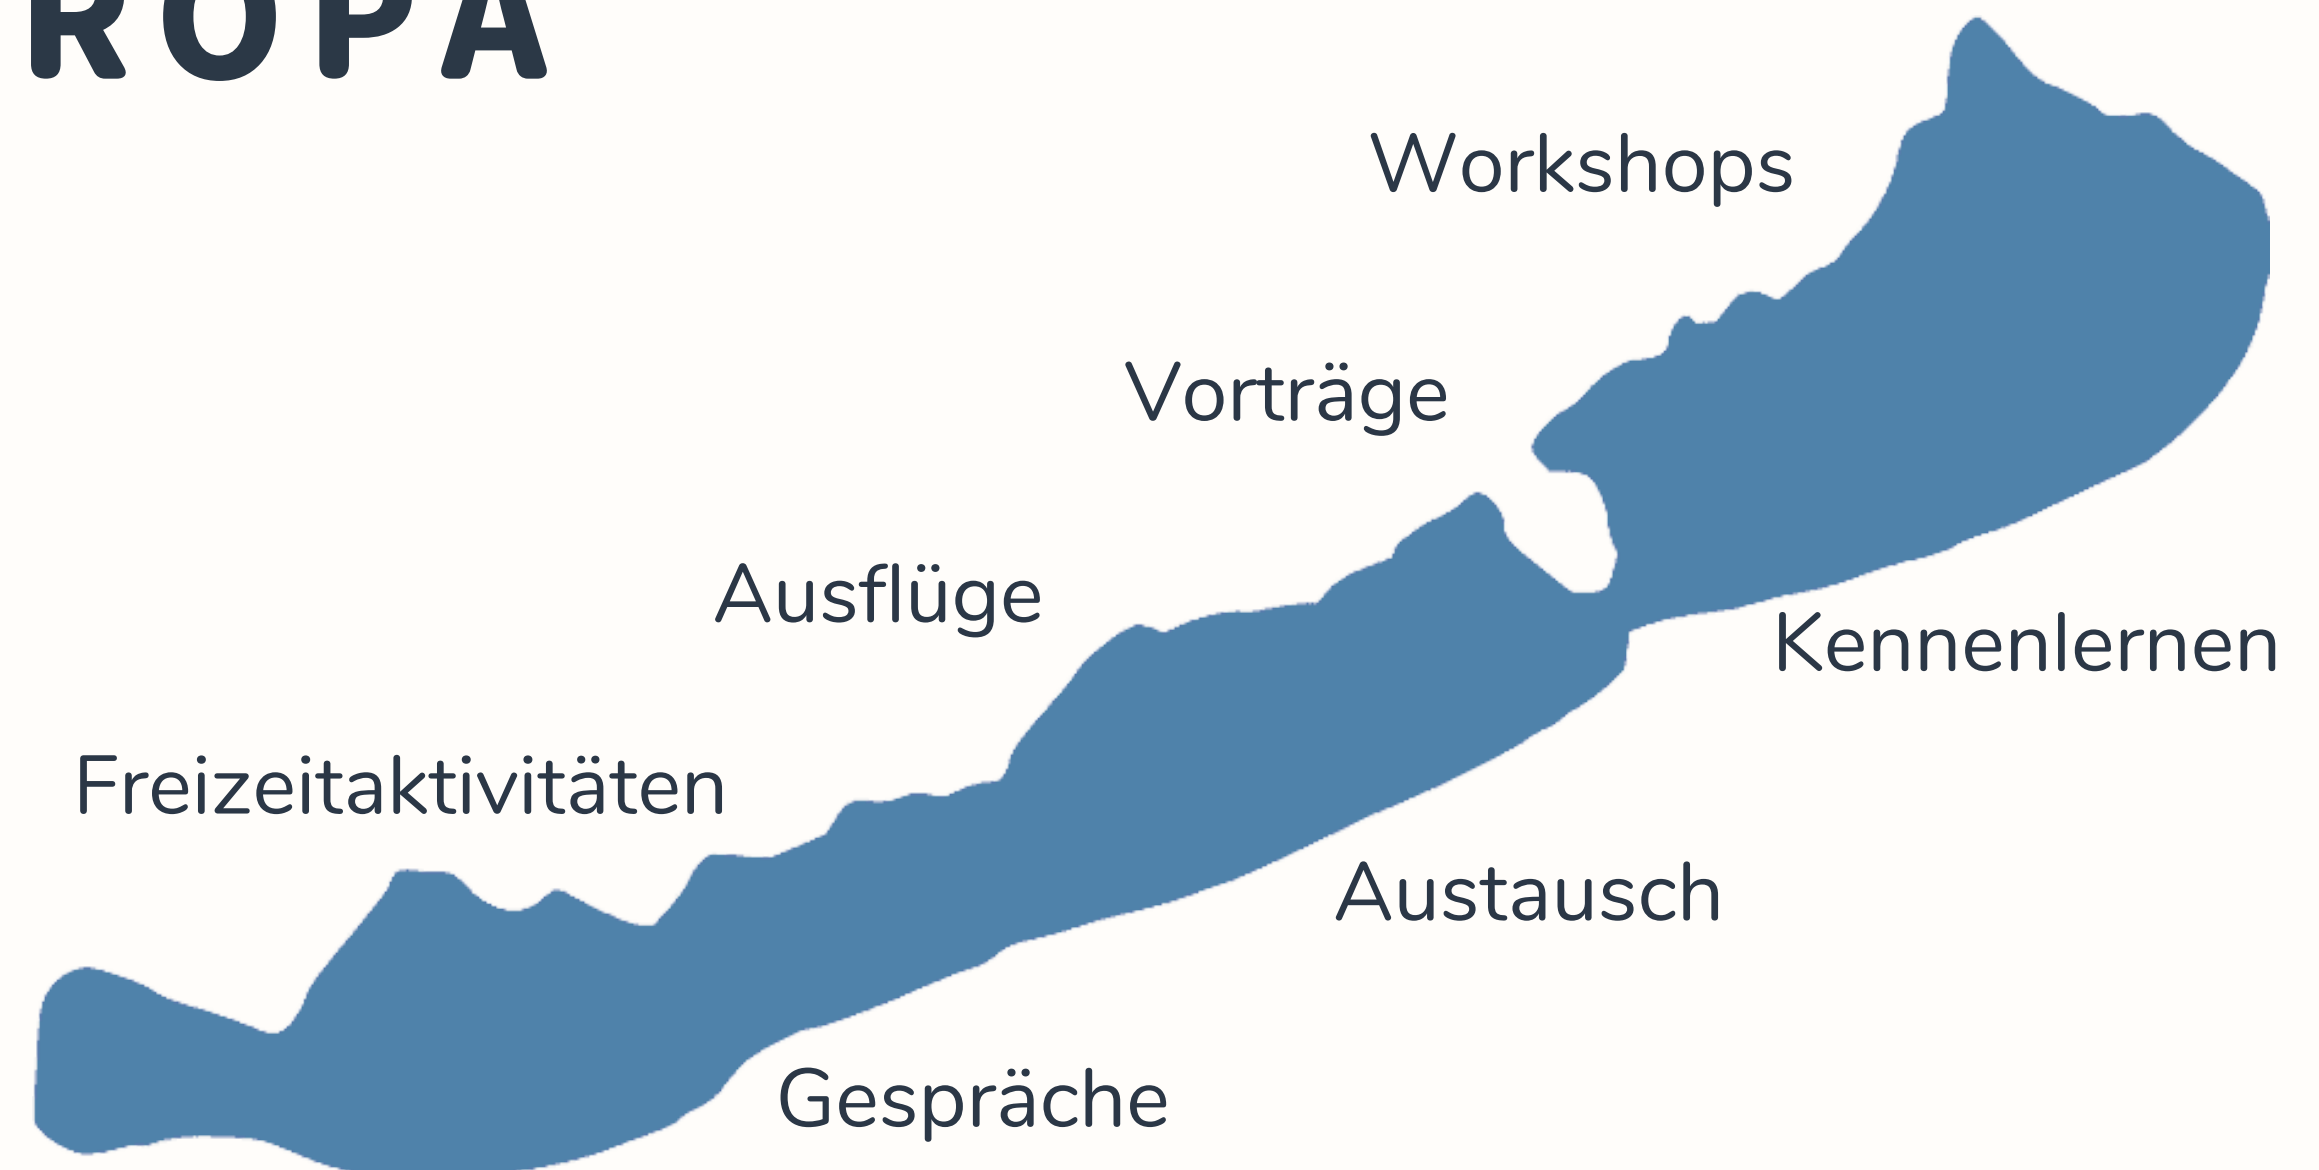 ROPA
Workshops
Vorträge
Ausflüge
Kennenlernen
Freizeitaktivitäten
Austausch
Gespräche